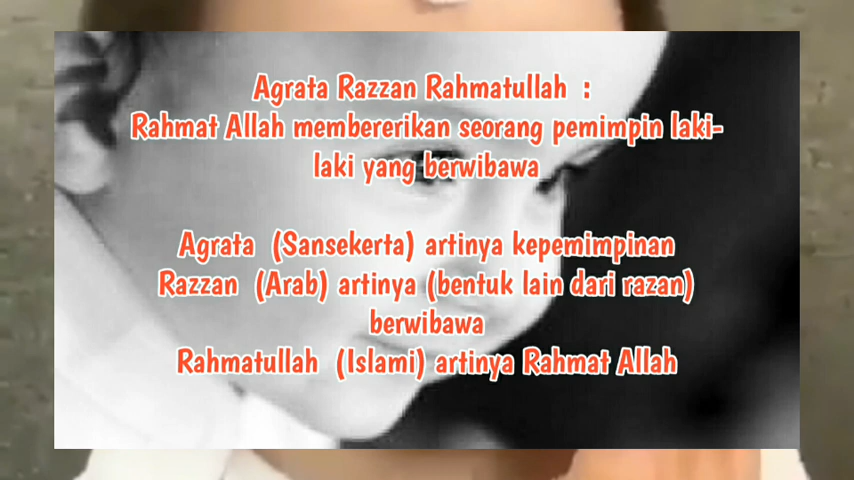 Agrata Razzan Rahmatullah :
Rahmat Allah membererikan seorang pemimpin laki-
laki yang berwibawa
Agrata (Sansekerta) artinya kepemimpinan
Razzan (Arab) artinya (bentuk lain dari razan)
berwibawa
Rahmatullah (Islami) artinya Rahmat Allah